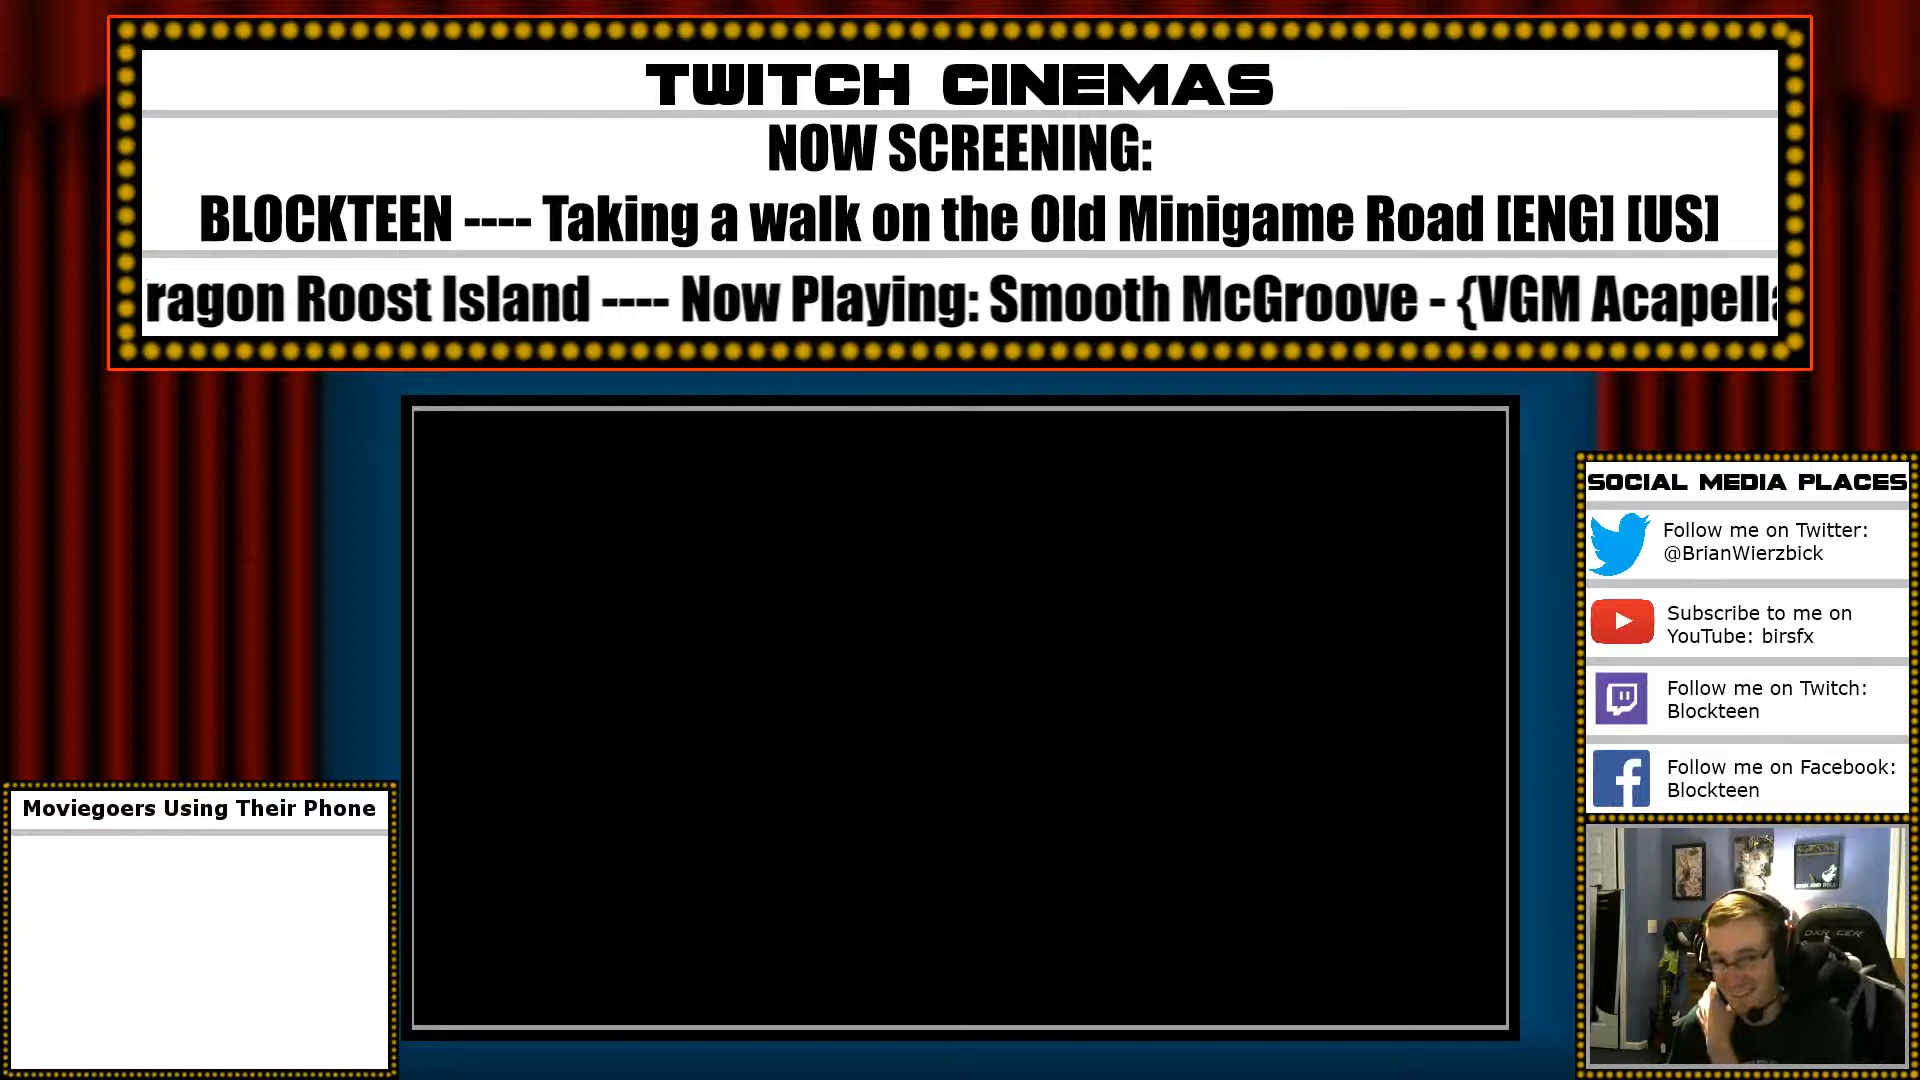 TWITCH CINEMAS
NOW SCREENING:
BLOCKTEEN ---- Taking a walk on the Old Minigame Road [ENG] [US]
ragon Roost Island ---- Now Playing: Smooth McGroove - {VGM Acapella
SOCIAL MEDIA PLACES
Follow me on Twitter:
@BrianWierzbick
Subscribe to me on
YouTube: birsfx
Follow me on Twitch:
Blockteen
Follow me on Facebook:
Blockteen
Moviegoers Using Their Phone